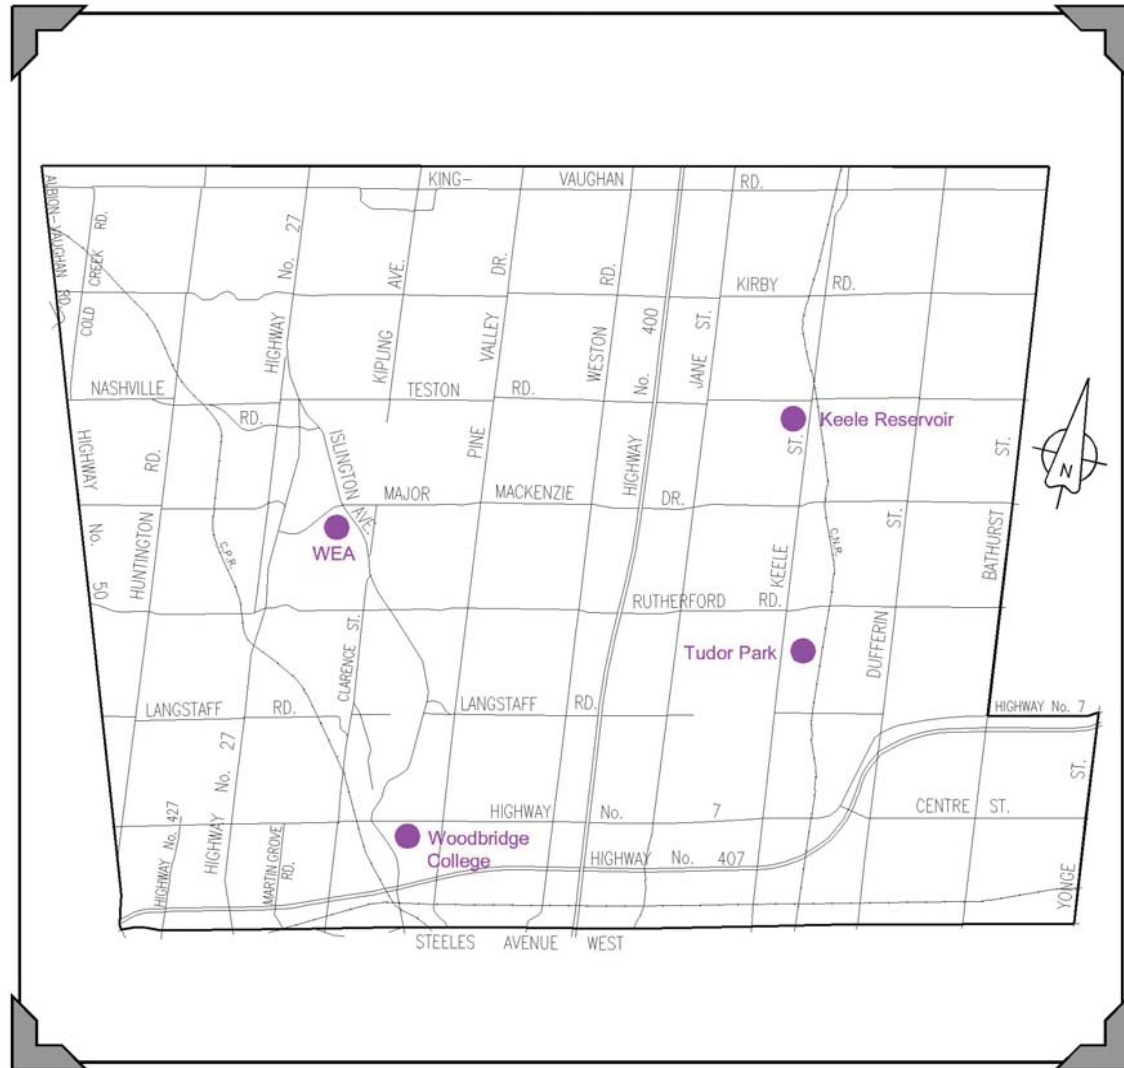 KING- VAUGHAN RD.
ALBION-VAUGHAN RD.
COLD CREEK RD.
HIGHWAY No. 27
KIPLING AVE.
PINE VALLEY DR.
WESTON RD.
HIGHWAY No. 400
JANE ST.
KIRBY RD.
NASHVILLE RD.
TESTON RD.
Keele Reservoir
HIGHWAY No. 50
HUNTINGTON RD.
ISLINGTON AVE.
MAJOR MACKENZIE DR.
KEELE ST.
DUFFERIN ST.
BATHURST ST.
N
WEA
C.P.R.
C.N.R.
RUTHERFORD RD.
Tudor Park
CLARENCE ST.
LANGSTAFF RD.
LANGSTAFF RD.
HIGHWAY No. 7
HIGHWAY No. 427
HIGHWAY No. 27
MARTIN GROVE
RD.
HIGHWAY No. 7
CENTRE ST.
Woodbridge
College
HIGHWAY No. 407
YONGE ST.
STEELES AVENUE WEST